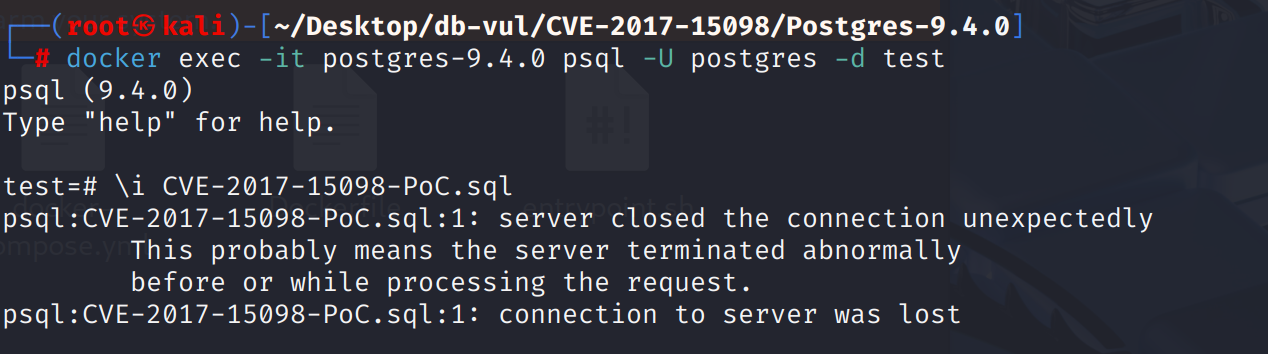 ┌──(root㉿kali)-[~/Desktop/db-vul/CVE-2017-15098/Postgres-9.4.0]
└─# docker exec -it postgres-9.4.0 psql -U postgres -d test
psql (9.4.0)
Type "help" for help.
test=# \i CVE-2017-15098-PoC.sql
psql:CVE-2017-15098-PoC.sql:1: server closed the connection unexpectedly
This probably means the server terminated abnormally
before or while processing the request.
psql:CVE-2017-15098-PoC.sql:1: connection to server was lost